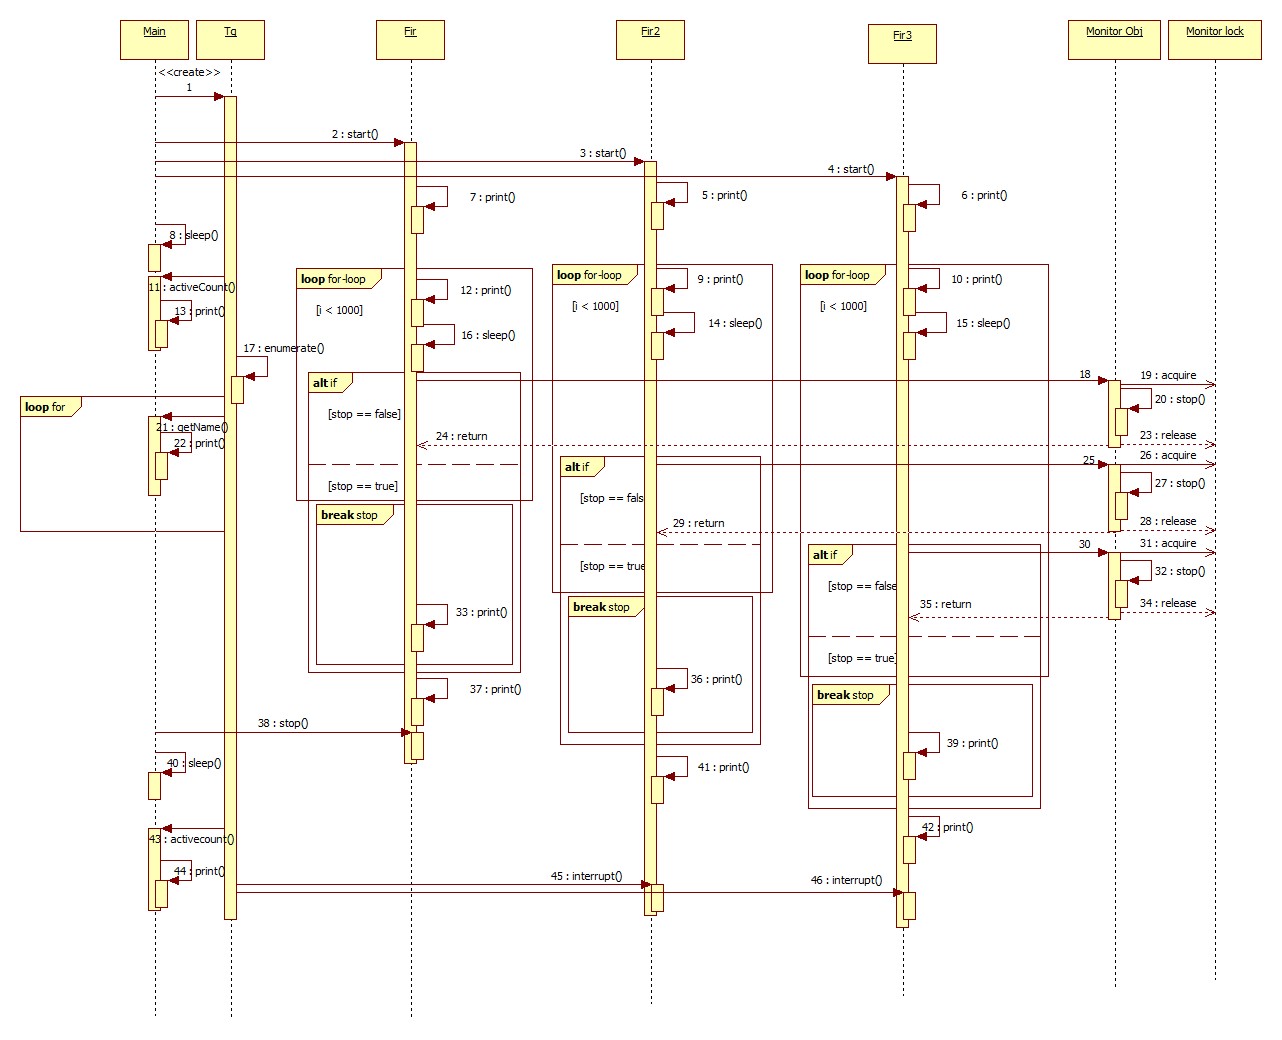 Main
Tg
Fir
Fir2
Fir3
Monitor Obj
Monitor lock
<<create>>
1
2 : start()
3 : start()
4 : start()
7 : print()
5 : print()
6 : print()
8 : sleep()
loop for-loop
loop for-loop
loop for-loop
11 : activeCount()
12 : print()
9 : print()
10 : print()
[i < 1000]
[i < 1000]
[i < 1000]
13 : print()
14 : sleep()
15 : sleep()
16 : sleep()
17 : enumerate()
18
19 : acquire
alt if
20 : stop()
loop for
[stop == false]
21 : getName()
22 : print()
24 : return
23 : release
25
26 : acquire
alt if
[stop == true]
27 : stop()
[stop == fals
break stop
29 : return
28 : release
30
31 : acquire
alt if
[stop == true
32 : stop()
[stop == false
break stop
35 : return
34 : release
33 : print()
[stop == true]
36 : print()
37 : print()
break stop
38 : stop()
39 : print()
40 : sleep()
41 : print()
42 : print()
43 : activecount()
44 : print()
45 : interrupt()
46 : interrupt()